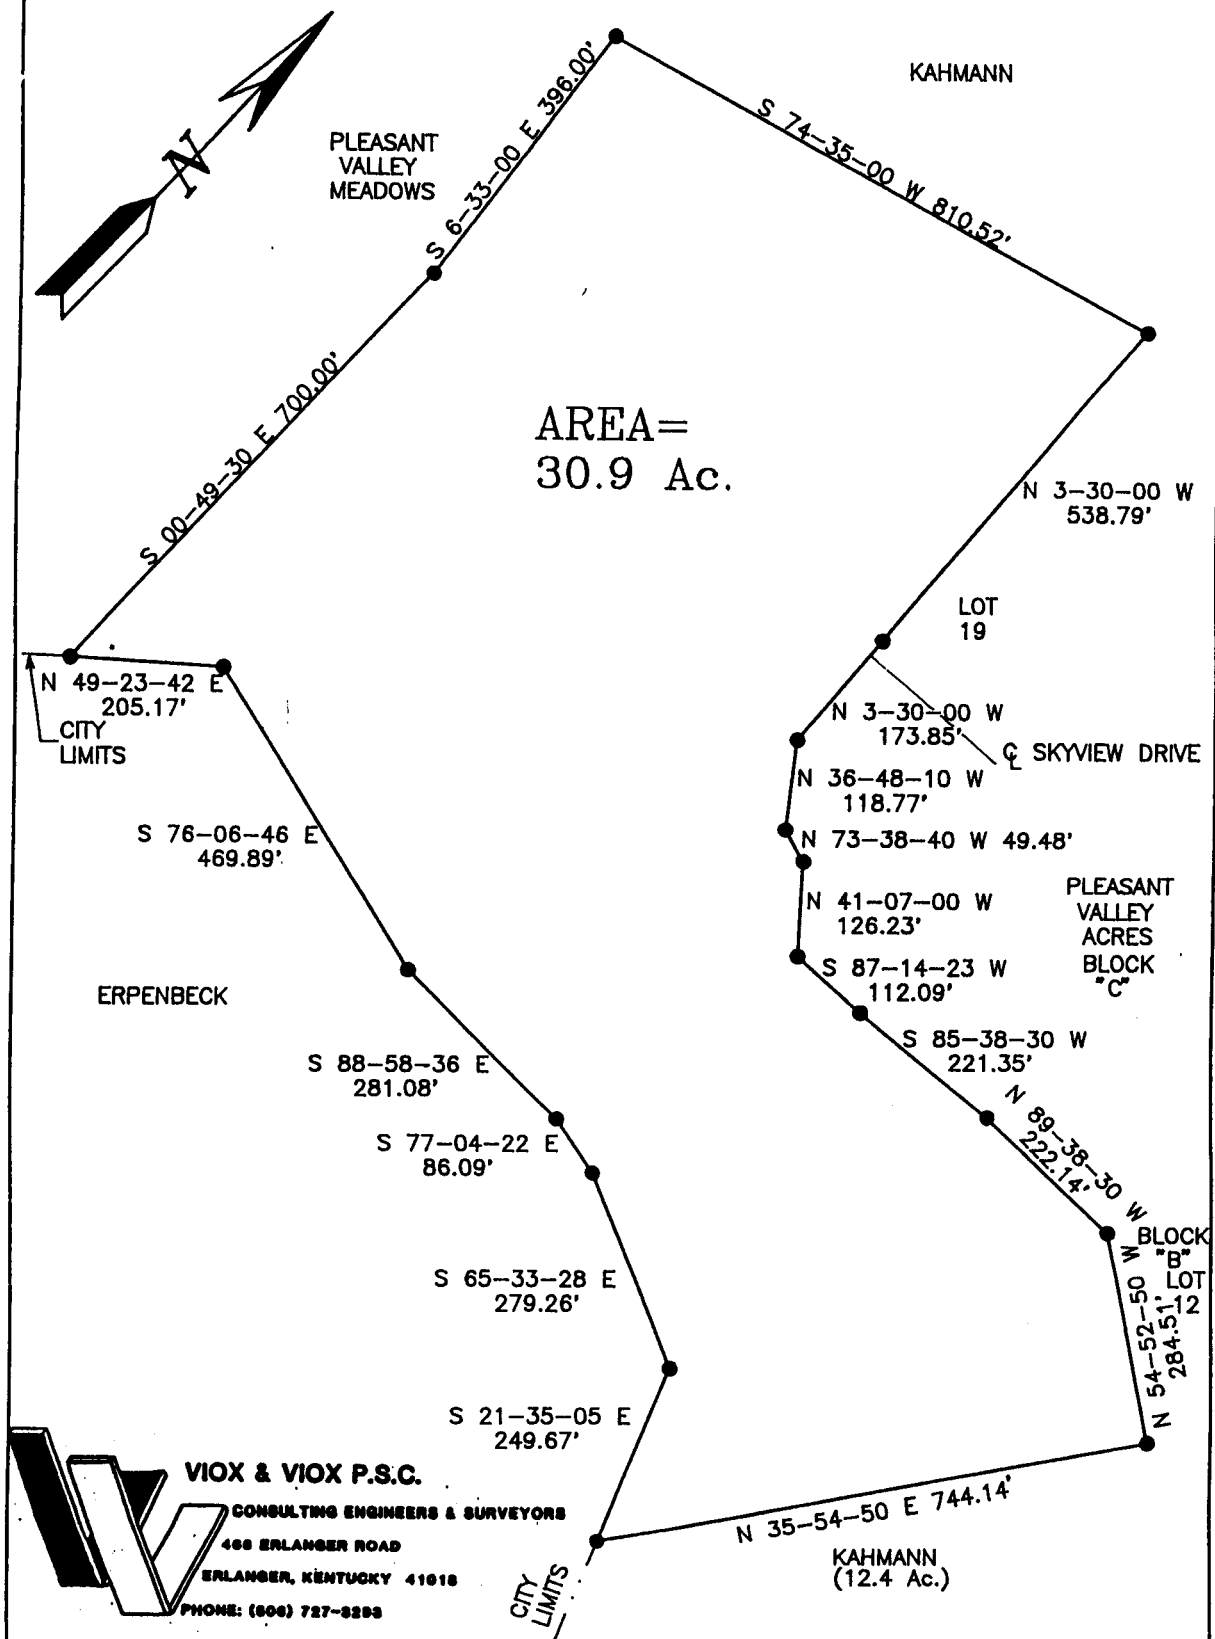 KAHMANN
N
PLEASANT
VALLEY
MEADOWS
S 6-33-00 E 396.00'
S 74-35-00 W 810.52'
S 00-49-30 E 700.00'
AREA=
30.9 Ac.
N 3-30-00 W
538.79'
LOT
19
N 49-23-42 E
205.17'
CITY
LIMITS
N 3-30-00 W
173.85'
℄ SKYVIEW DRIVE
N 36-48-10 W
118.77'
S 76-06-46 E
469.89'
N 73-38-40 W 49.48'
N 41-07-00 W
126.23'
PLEASANT
VALLEY
ACRES
BLOCK
"C"
S 87-14-23 W
112.09'
ERPENBECK
S 85-38-30 W
221.35'
S 88-58-36 E
281.08'
N 89-38-30 W
222.14'
S 77-04-22 E
86.09'
BLOCK
"B"
LOT
12
N 54-52-50 W
284.51'
S 65-33-28 E
279.26'
S 21-35-05 E
249.67'
N 35-54-50 E 744.14'
KAHMANN
(12.4 Ac.)
CITY
LIMITS
VIOX & VIOX P.S.C.
CONSULTING ENGINEERS & SURVEYORS
466 ERLANGER ROAD
ERLANGER, KENTUCKY 41018
PHONE: (606) 727-3293